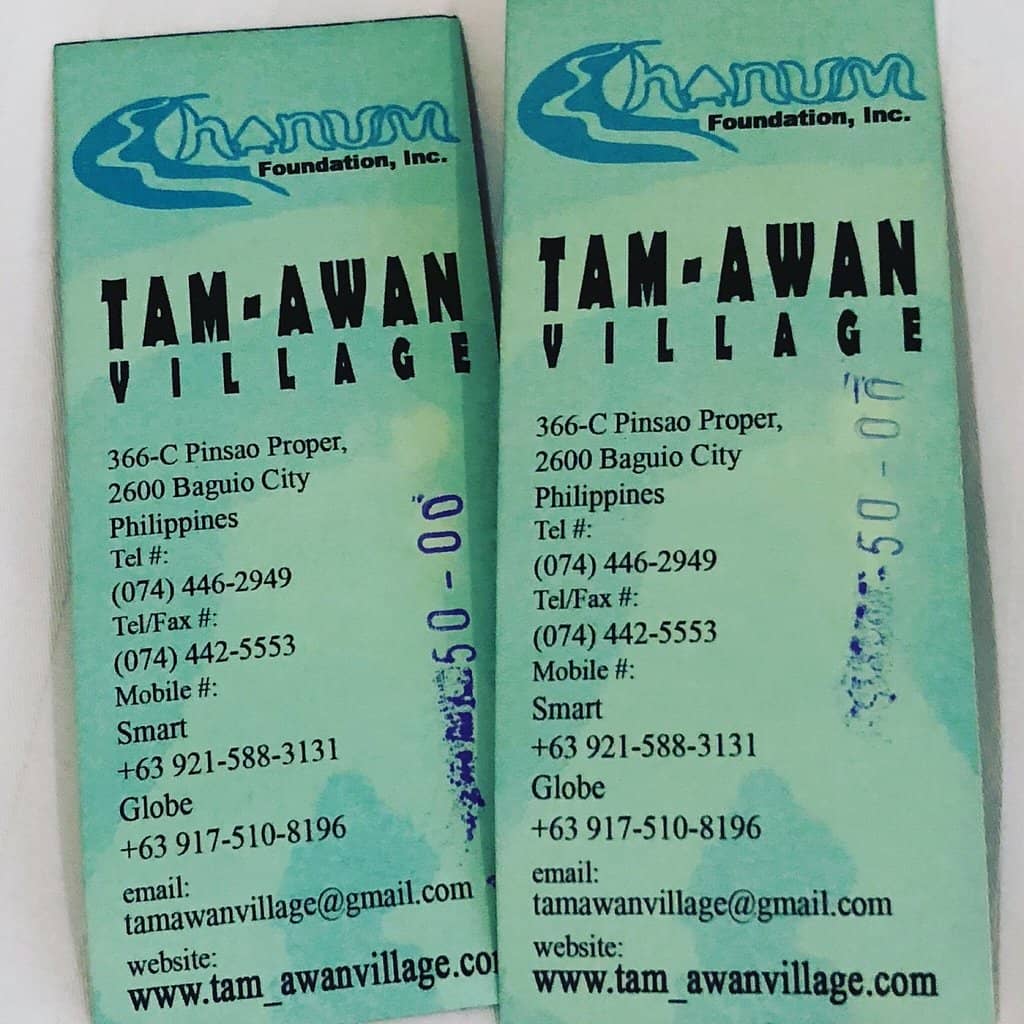 Chanum
Foundation, Inc.
TAM-AWAN
VILLAGE
366-C Pinsao Proper,
2600 Baguio City
Philippines
Tel #:
(074) 446-2949
Tel/Fax #:
(074) 442-5553
Mobile #:
Smart
+63 921-588-3131
Globe
+63 917-510-8196
email:
tamawanvillage@gmail.com
website:
www.tam_awanvillage.co
50-00
Chanum
Foundation, Inc.
TAM-AWAN
VILLAGE
366-C Pinsao Proper,
2600 Baguio City
Philippines
Tel #:
(074) 446-2949
Tel/Fax #:
(074) 442-5553
Mobile #:
Smart
+63 921-588-3131
Globe
+63 917-510-8196
email:
tamawanvillage@gmail.com
website:
www.tam_awanvillage.com
50-00